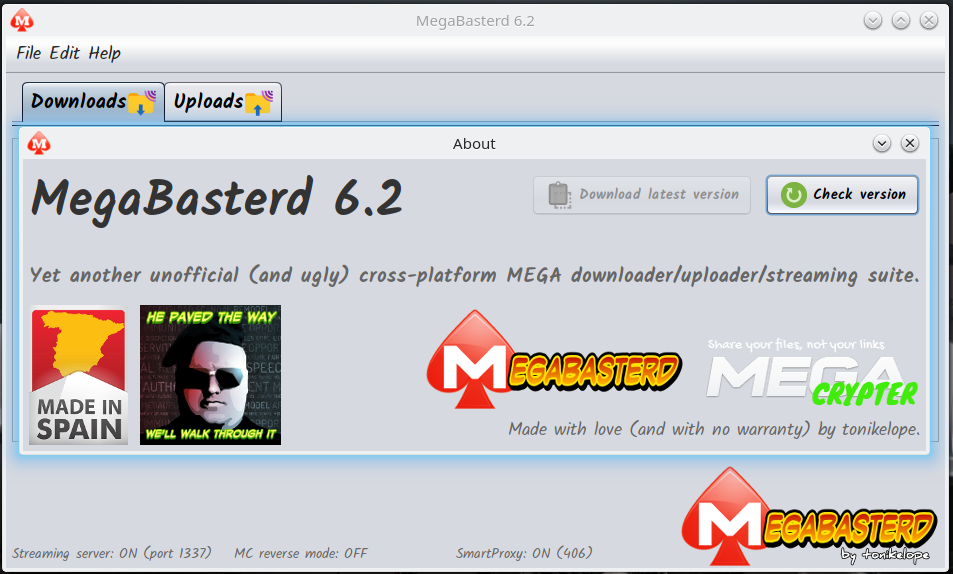 MegaBasterd 6.2
File Edit Help
Downloads Uploads
M About
MegaBasterd 6.2 Download latest version Check version
Yet another unofficial (and ugly) cross-platform MEGA downloader/uploader/streaming suite.
MADE IN
SPAIN
HE PAVED THE WAY
WE'LL WALK THROUGH IT
MEGABASTERD
Share your files, not your links
MEGA
CRYPTER
Made with love (and with no warranty) by tonikelope.
MEGABASTERD
by tonikelope
Streaming server: ON (port 1337) MC reverse mode: OFF SmartProxy: ON (406)